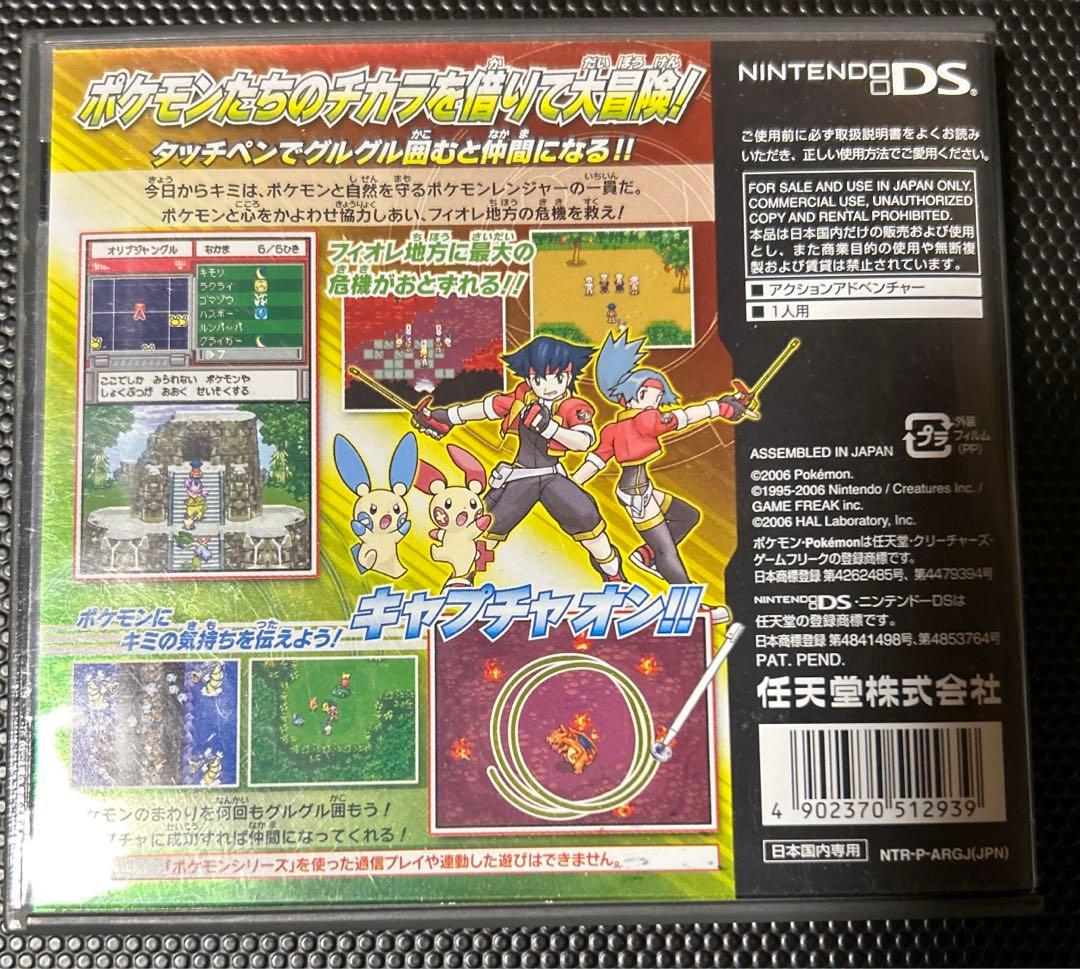 ポケモンたちのチカラを借りて大冒険!
タッチペンでグルグル囲むと仲間になる!!
今日からキミは、ポケモンと自然を守るポケモンレンジャーの一員だ。
ポケモンと心をかよわせ協力しあい、フィオレ地方の危機を救え!
オリブジャングル
なかま 6/6ひき
キモリ
ラクライ
ゴマゾウ
パスボー
ルンパッパ
グライガー
ここでしか みられない ポケモンや
しょくぶつが おおく せいそくする
フィオレ地方に最大の
危機がおとずれる!!
キャプチャオン!!
ポケモンに
キミの気持ちを伝えよう!
ケモンのまわりを何回もグルグル囲もう!
プチャに成功すれば仲間になってくれる!
「ポケモンシリーズ」を使った通信プレイや連動した遊びはできません。
NINTENDO DS®
ご使用前に必ず取扱説明書をよくお読み
いただき、正しい使用方法でご愛用ください。
FOR SALE AND USE IN JAPAN ONLY.
COMMERCIAL USE, UNAUTHORIZED
COPY AND RENTAL PROHIBITED.
本品は日本国内だけの販売および使用
とし、また商業目的の使用や無断複
製および賃貸は禁止されています。
■ アクションアドベンチャー
■ 1人用
プラ
外装
フィルム
(PP)
ASSEMBLED IN JAPAN
©2006 Pokémon.
©1995-2006 Nintendo / Creatures Inc. /
GAME FREAK inc.
©2006 HAL Laboratory, Inc.
ポケモン・Pokémonは任天堂・クリーチャーズ・
ゲームフリークの登録商標です。
日本商標登録 第4262485号、第4479394号
NINTENDO DS・ニンテンドーDSは
任天堂の登録商標です。
日本商標登録 第4841498号、第4853764号
PAT. PEND.
任天堂株式会社
4 902370 512939
日本国内専用
NTR-P-ARGJ(JPN)